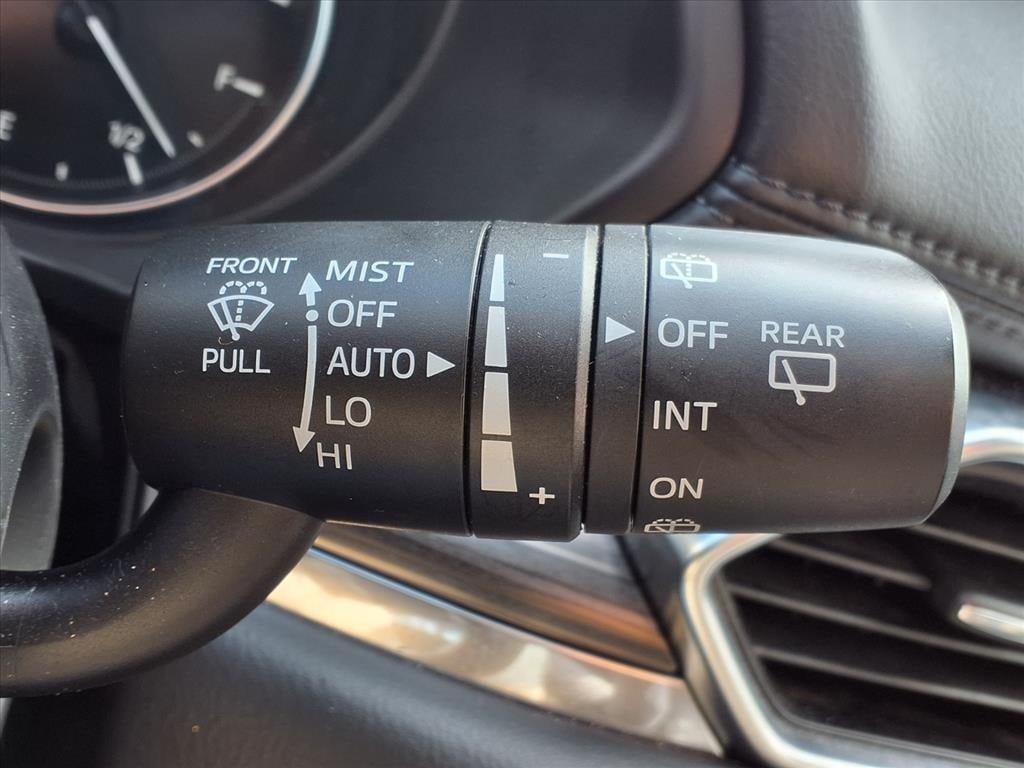 F
E
1/2
FRONT
PULL
MIST
OFF
AUTO
LO
HI
−
+
OFF
INT
ON
REAR